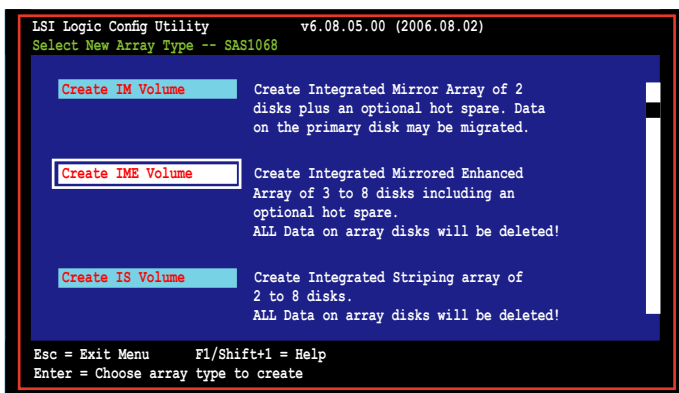 LSI Logic Config Utility v6.08.05.00 (2006.08.02)
Select New Array Type -- SAS1068
Create IM Volume Create Integrated Mirror Array of 2
disks plus an optional hot spare. Data
on the primary disk may be migrated.
Create IME Volume Create Integrated Mirrored Enhanced
Array of 3 to 8 disks including an
optional hot spare.
ALL Data on array disks will be deleted!
Create IS Volume Create Integrated Striping array of
2 to 8 disks.
ALL Data on array disks will be deleted!
Esc = Exit Menu F1/Shift+1 = Help
Enter = Choose array type to create